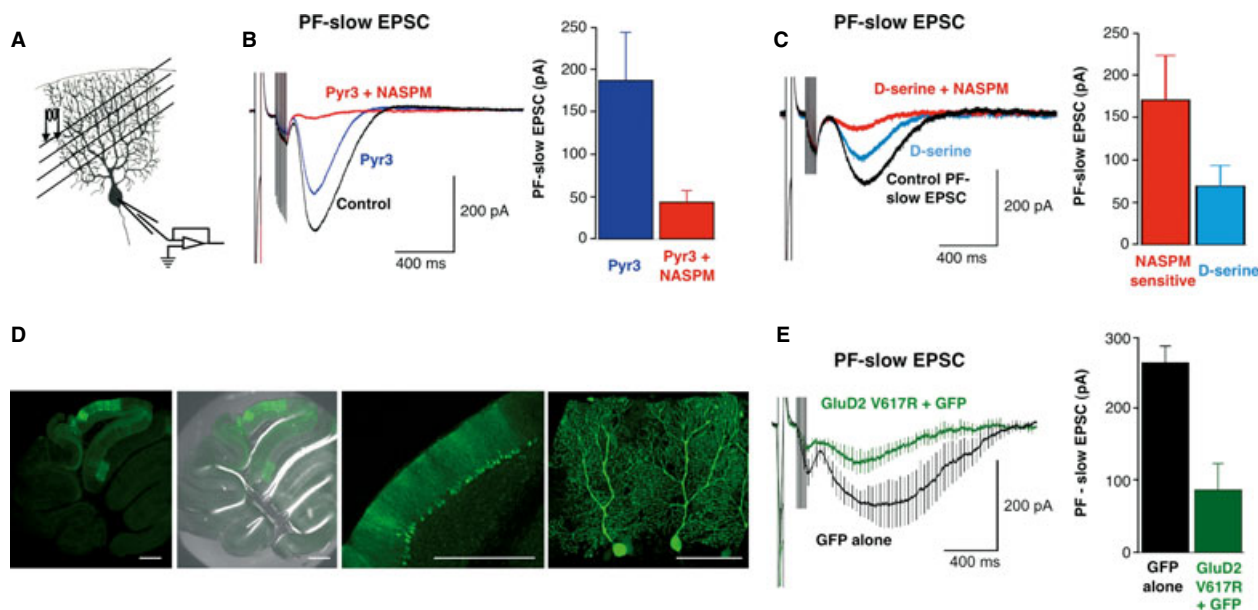 A
B
PF-slow EPSC
Pyr3 + NASPM
Pyr3
Control
200 pA
400 ms
PF-slow EPSC (pA)
250
200
150
100
50
0
Pyr3
Pyr3 +
NASPM
C
PF-slow EPSC
D-serine + NASPM
D-serine
Control PF-
slow EPSC
200 pA
400 ms
PF-slow EPSC (pA)
250
200
150
100
50
0
NASPM
sensitive
D-serine
D
E
PF-slow EPSC
GluD2 V617R + GFP
GFP alone
200 pA
400 ms
PF - slow EPSC (pA)
300
200
100
0
GFP
alone
GluD2
V617R
+ GFP